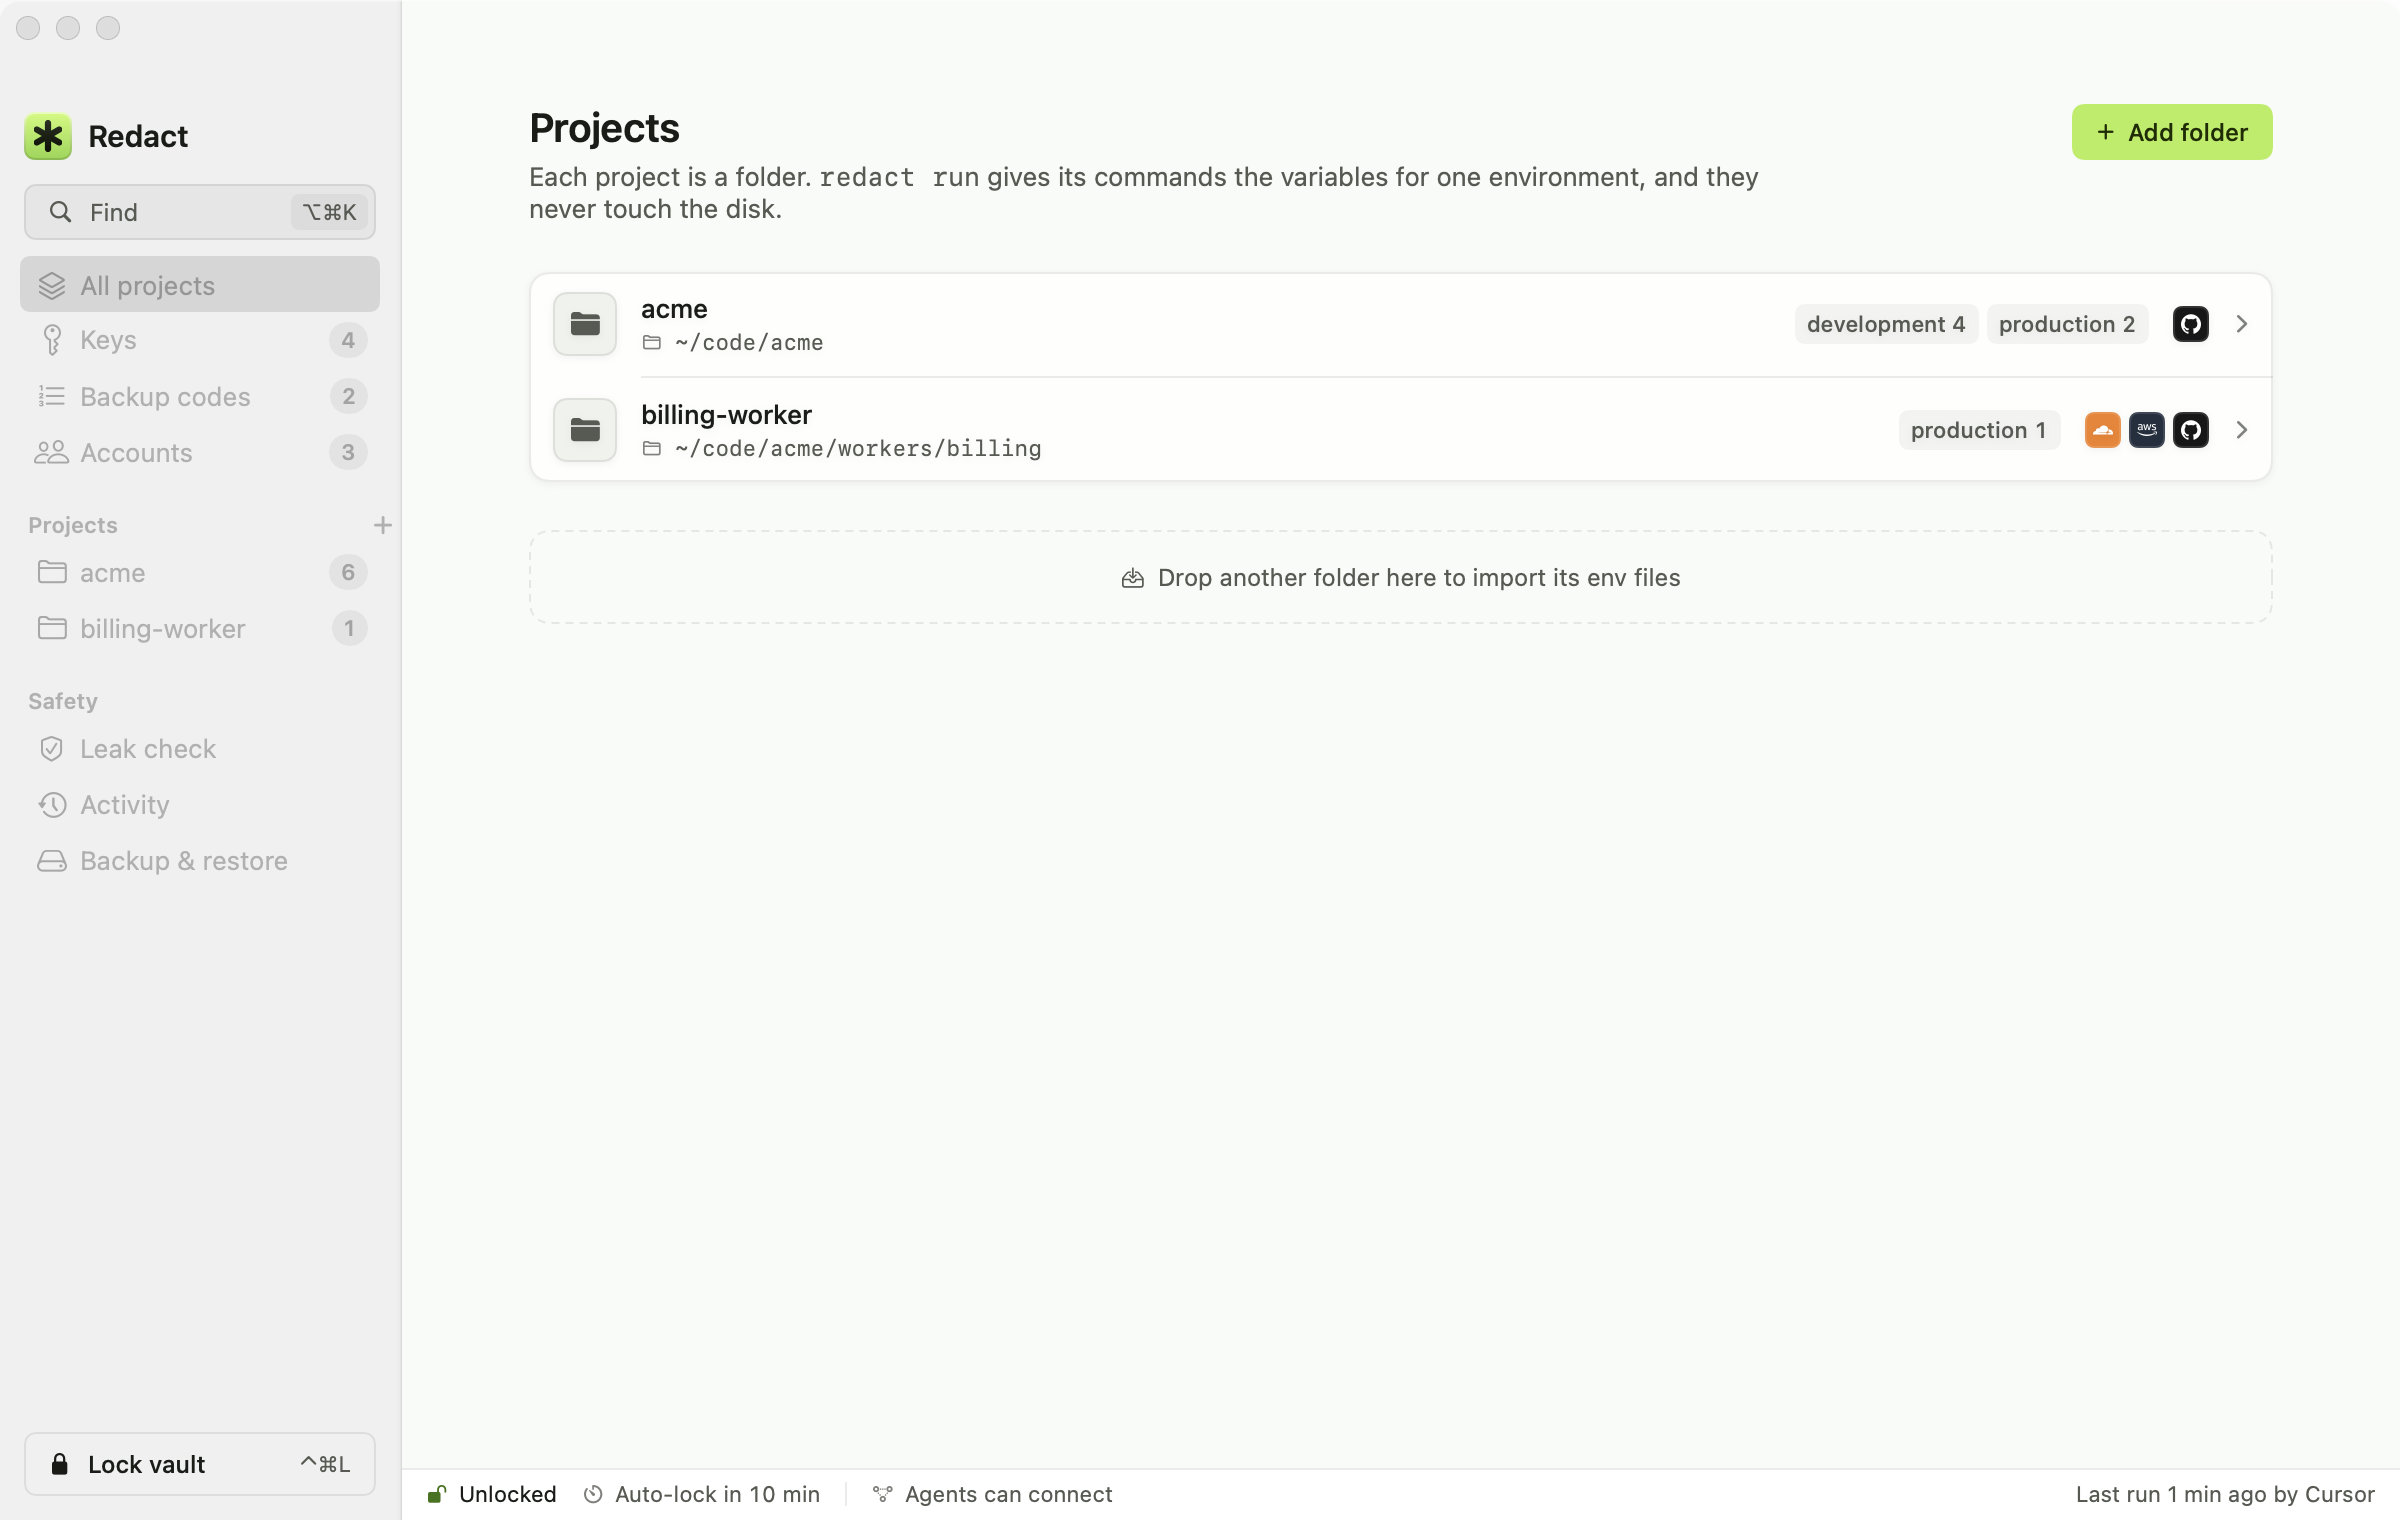 Redact
Find ⌥⌘K
All projects
Keys 4
Backup codes 2
Accounts 3
Projects +
acme 6
billing-worker 1
Safety
Leak check
Activity
Backup & restore
Lock vault ^⌘L
Projects
+ Add folder
Each project is a folder. redact run gives its commands the variables for one environment, and they
never touch the disk.
acme
~/code/acme
development 4 production 2
billing-worker
~/code/acme/workers/billing
production 1 aws
Drop another folder here to import its env files
Unlocked Auto-lock in 10 min Agents can connect Last run 1 min ago by Cursor